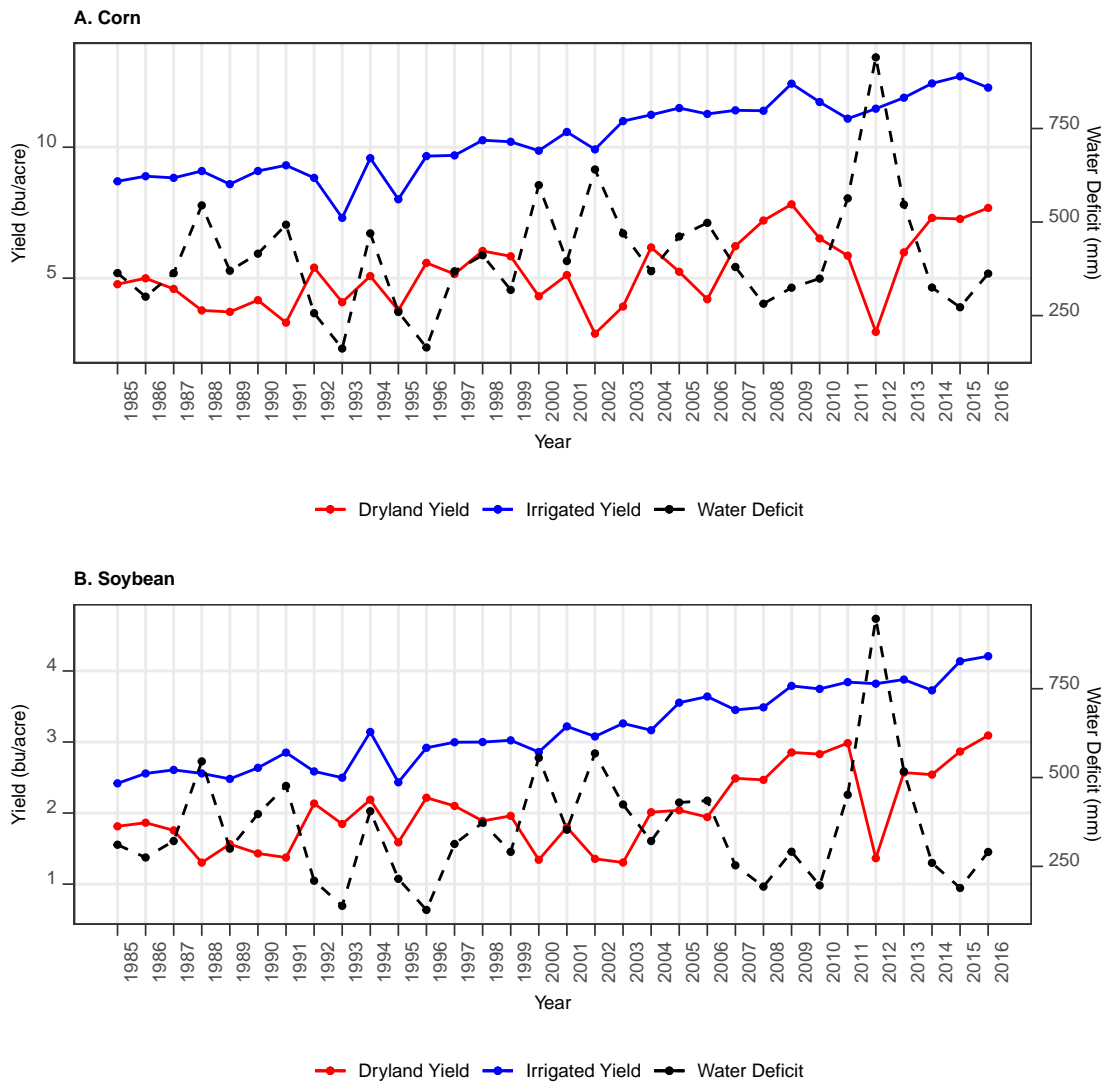 A. Corn
10
5
Yield (bu/acre)
750
500
250
Water Deficit (mm)
1985 1986 1987 1988 1989 1990 1991 1992 1993 1994 1995 1996 1997 1998 1999 2000 2001 2002 2003 2004 2005 2006 2007 2008 2009 2010 2011 2012 2013 2014 2015 2016
Year
Dryland Yield Irrigated Yield Water Deficit
B. Soybean
4
3
2
1
Yield (bu/acre)
750
500
250
Water Deficit (mm)
1985 1986 1987 1988 1989 1990 1991 1992 1993 1994 1995 1996 1997 1998 1999 2000 2001 2002 2003 2004 2005 2006 2007 2008 2009 2010 2011 2012 2013 2014 2015 2016
Year
Dryland Yield Irrigated Yield Water Deficit